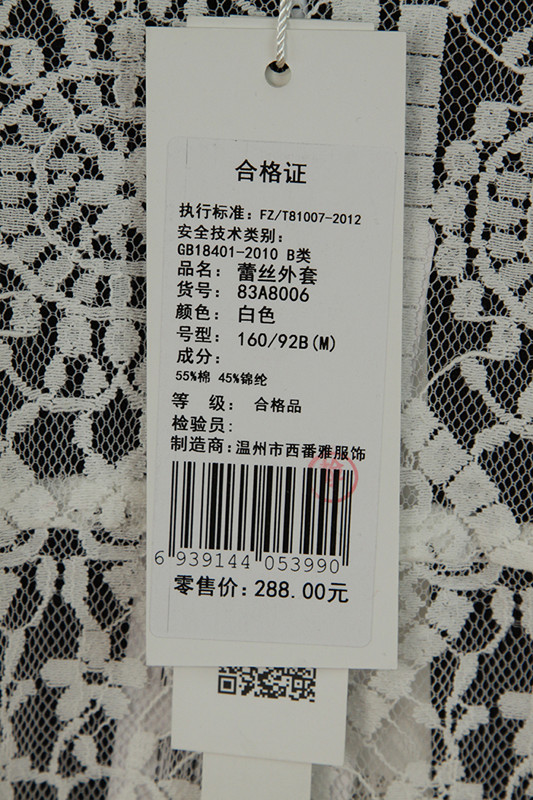 合格证
执行标准：FZ/T81007-2012
安全技术类别：
GB18401-2010 B类
品名：蕾丝外套
货号：83A8006
颜色：白色
号型：160/92B(M)
成分：
55%棉 45%锦纶
等 级：合格品
检验员：
制造商：温州市西番雅服饰
6 939144 053990
零售价：288.00元